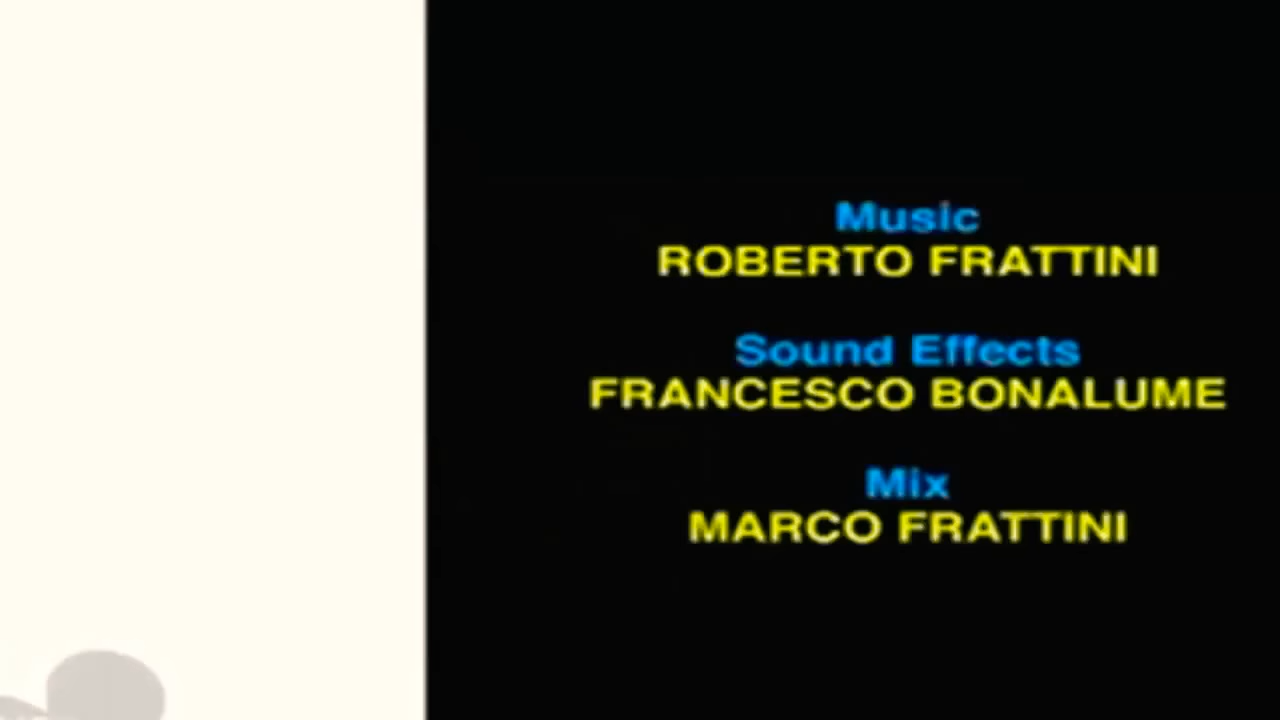 Music
ROBERTO FRATTINI
Sound Effects
FRANCESCO BONALUME
Mix
MARCO FRATTINI